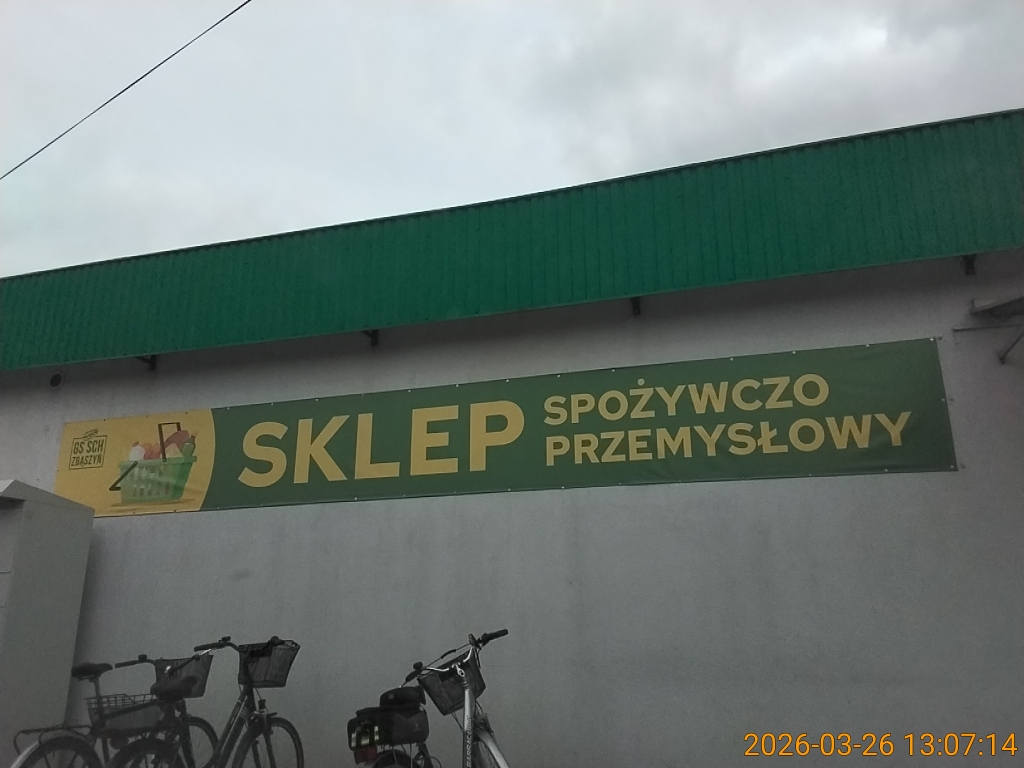 GS SCH
ZBĄSZYŃ
SKLEP
SPOŻYWCZO
PRZEMYSŁOWY
2026-03-26 13:07:14